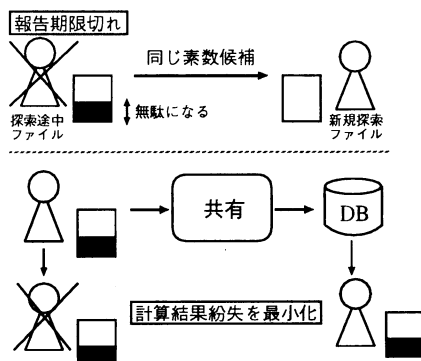 報告期限切れ
同じ素数候補
無駄になる
探索途中
ファイル
新規探索
ファイル
共有
DB
計算結果紛失を最小化